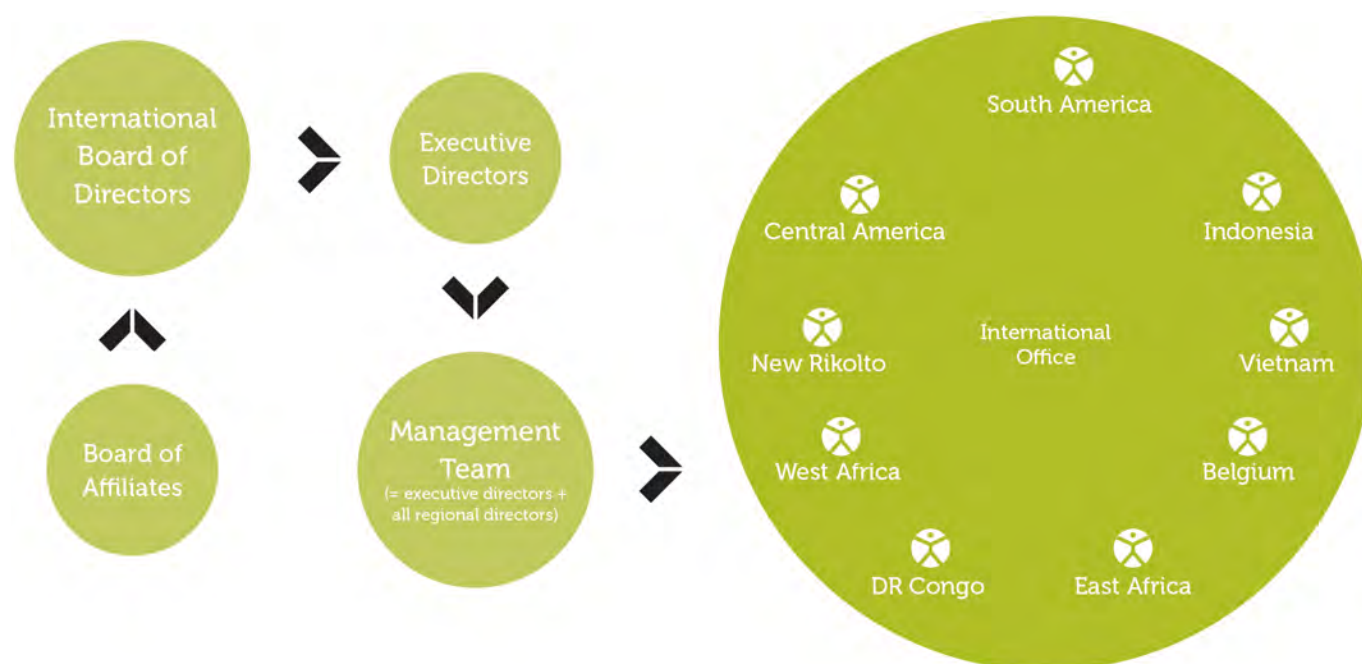 International
Board of
Directors
Executive
Directors
Board of
Affiliates
Management
Team
(= executive directors +
all regional directors)
South America
Central America
Indonesia
New Rikolto
International
Office
Vietnam
West Africa
Belgium
DR Congo
East Africa